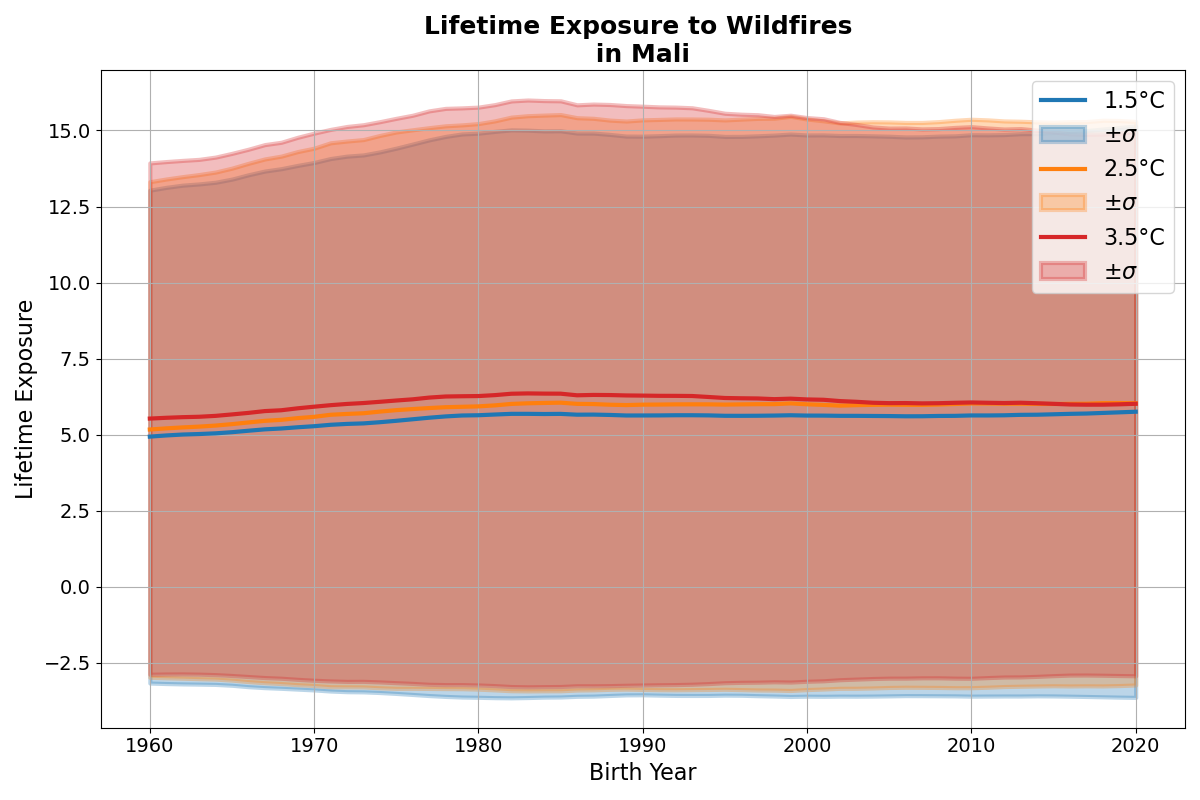 Lifetime Exposure to Wildfires
in Mali
15.0
12.5
10.0
7.5
5.0
2.5
0.0
−2.5
Lifetime Exposure
1.5°C
±σ
2.5°C
±σ
3.5°C
±σ
1960 1970 1980 1990 2000 2010 2020
Birth Year